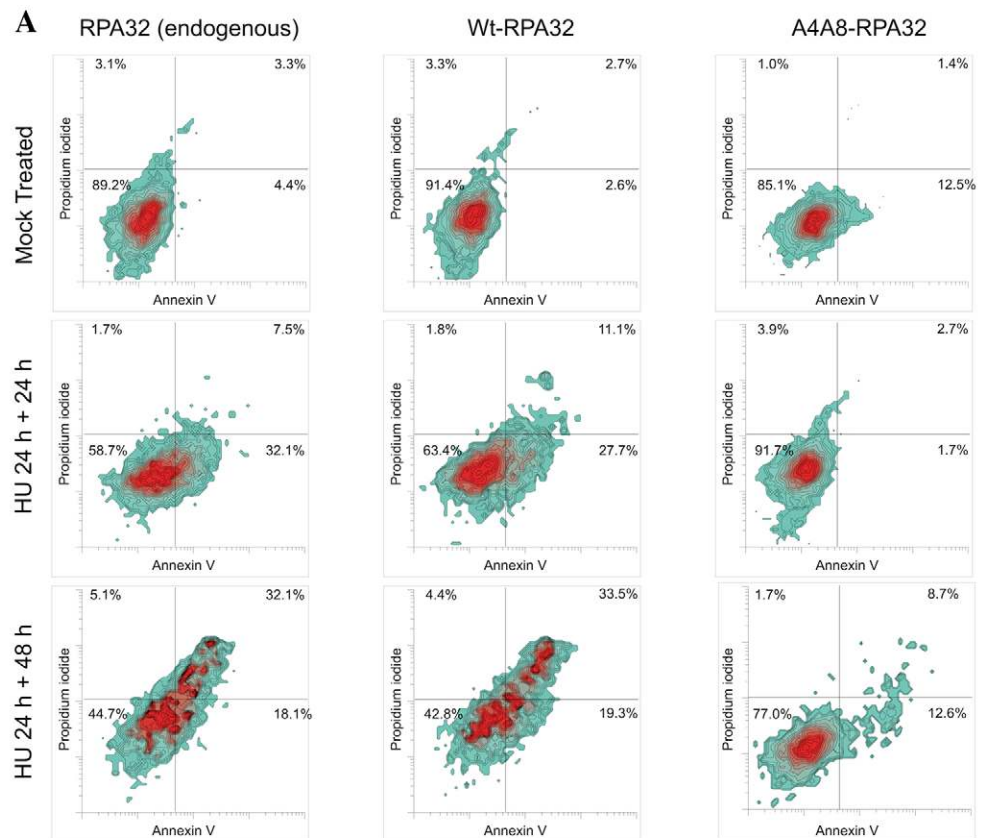 A
RPA32 (endogenous)
Wt-RPA32
A4A8-RPA32
Mock Treated
Propidium iodide
3.1%
3.3%
89.2%
4.4%
Annexin V
Propidium iodide
3.3%
2.7%
91.4%
2.6%
Annexin V
Propidium iodide
1.0%
1.4%
85.1%
12.5%
Annexin V
HU 24 h + 24 h
Propidium iodide
1.7%
7.5%
58.7%
32.1%
Annexin V
Propidium iodide
1.8%
11.1%
63.4%
27.7%
Annexin V
Propidium iodide
3.9%
2.7%
91.7%
1.7%
Annexin V
HU 24 h + 48 h
Propidium iodide
5.1%
32.1%
44.7%
18.1%
Annexin V
Propidium iodide
4.4%
33.5%
42.8%
19.3%
Annexin V
Propidium iodide
1.7%
8.7%
77.0%
12.6%
Annexin V